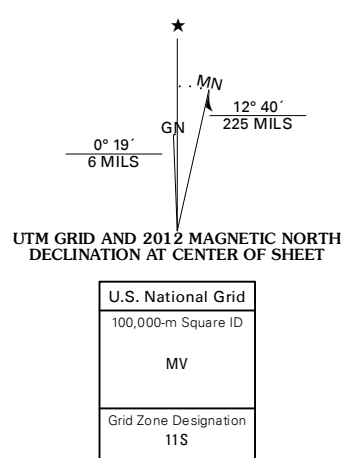 ★
MN
GN
12° 40´
225 MILS
0° 19´
6 MILS
UTM GRID AND 2012 MAGNETIC NORTH
DECLINATION AT CENTER OF SHEET
U.S. National Grid
100,000-m Square ID
MV
Grid Zone Designation
11S